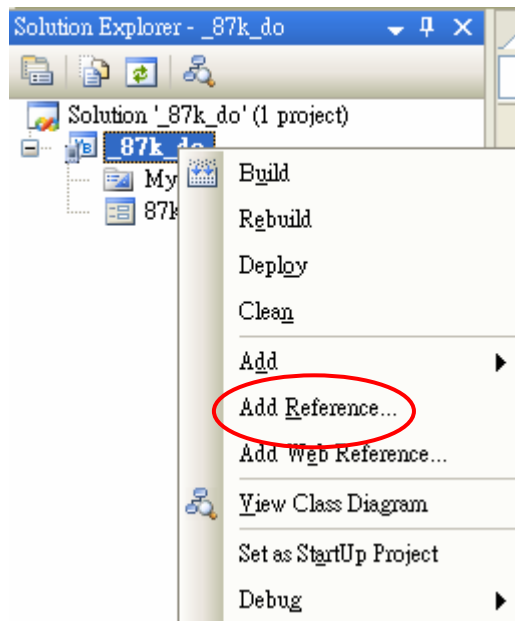 Solution Explorer - _87k_do
Solution '_87k_do' (1 project)
_87k_do
My
87k
Build
Rebuild
Deploy
Clean
Add
Add Reference...
Add Web Reference...
View Class Diagram
Set as StartUp Project
Debug